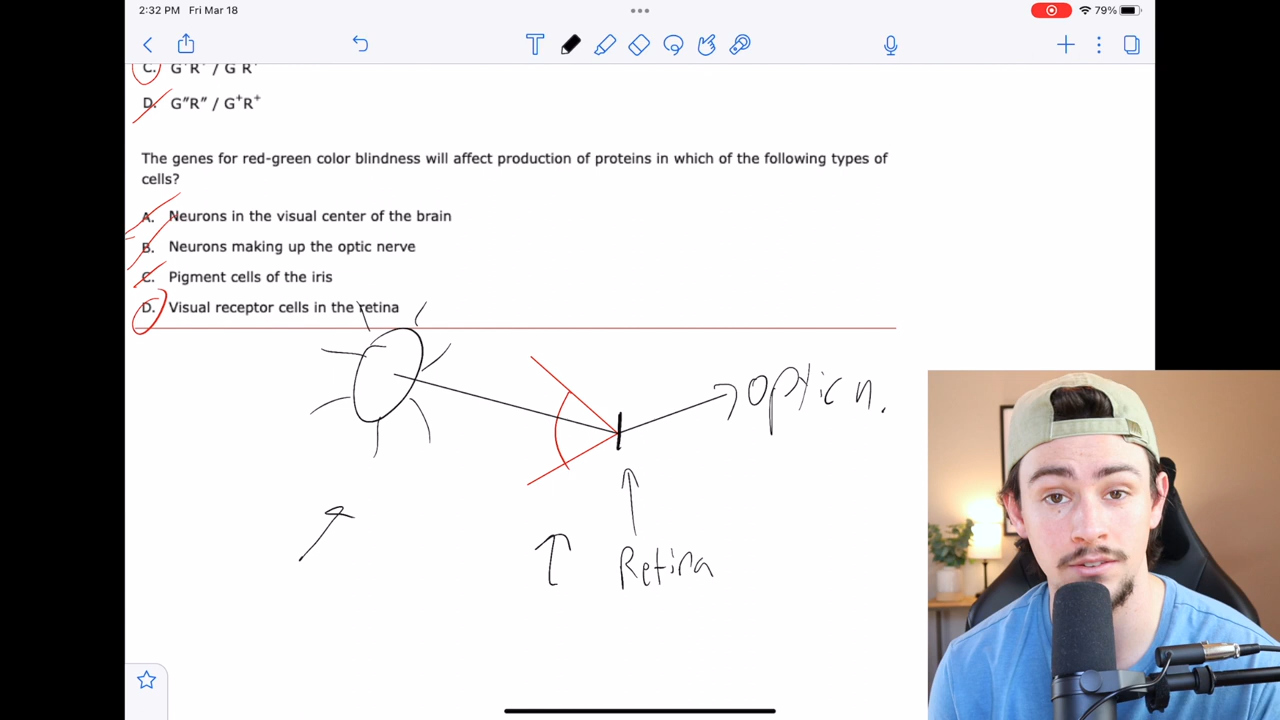 2:32 PM Fri Mar 18
79%
C.
D. G″R″ / G⁺R⁺
The genes for red-green color blindness will affect production of proteins in which of the following types of
cells?
A. Neurons in the visual center of the brain
B. Neurons making up the optic nerve
C. Pigment cells of the iris
D. Visual receptor cells in the retina
Optic n.
Retina